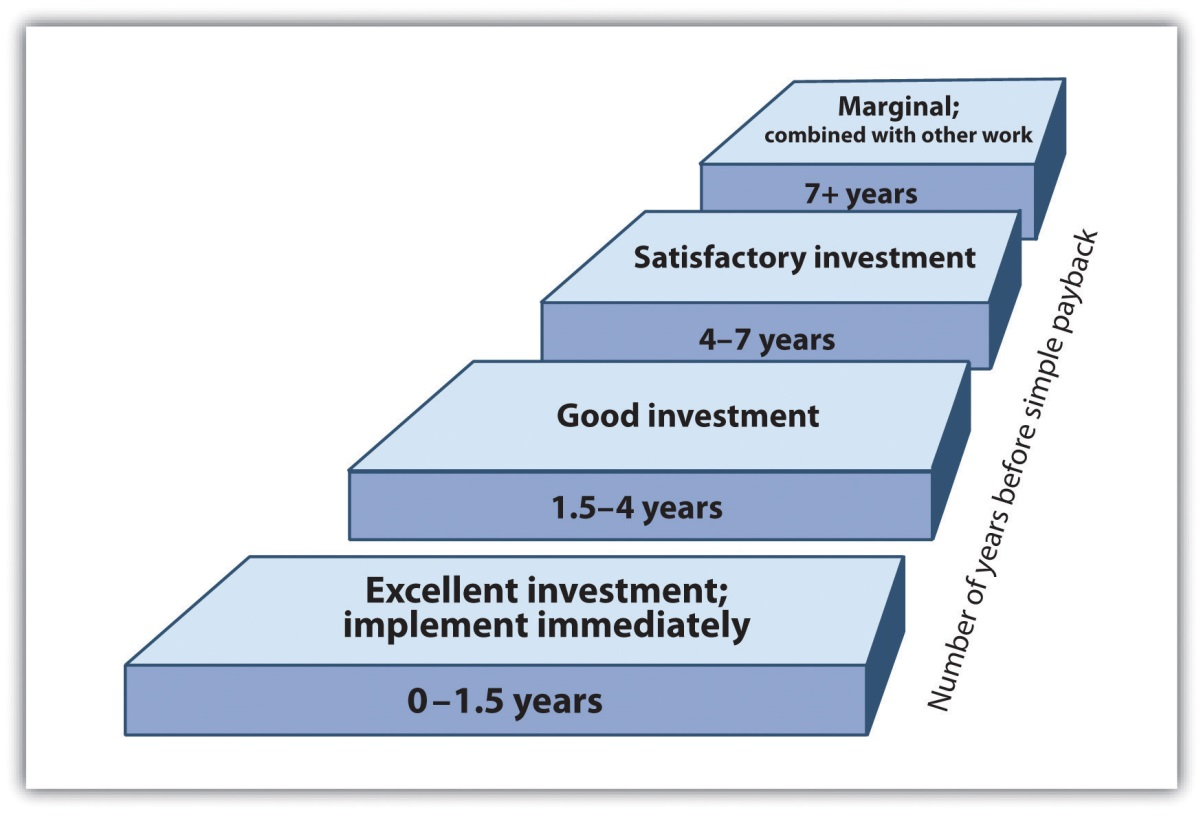 Marginal;
combined with other work
7+ years
Satisfactory investment
4–7 years
Good investment
1.5–4 years
Excellent investment;
implement immediately
0–1.5 years
Number of years before simple payback